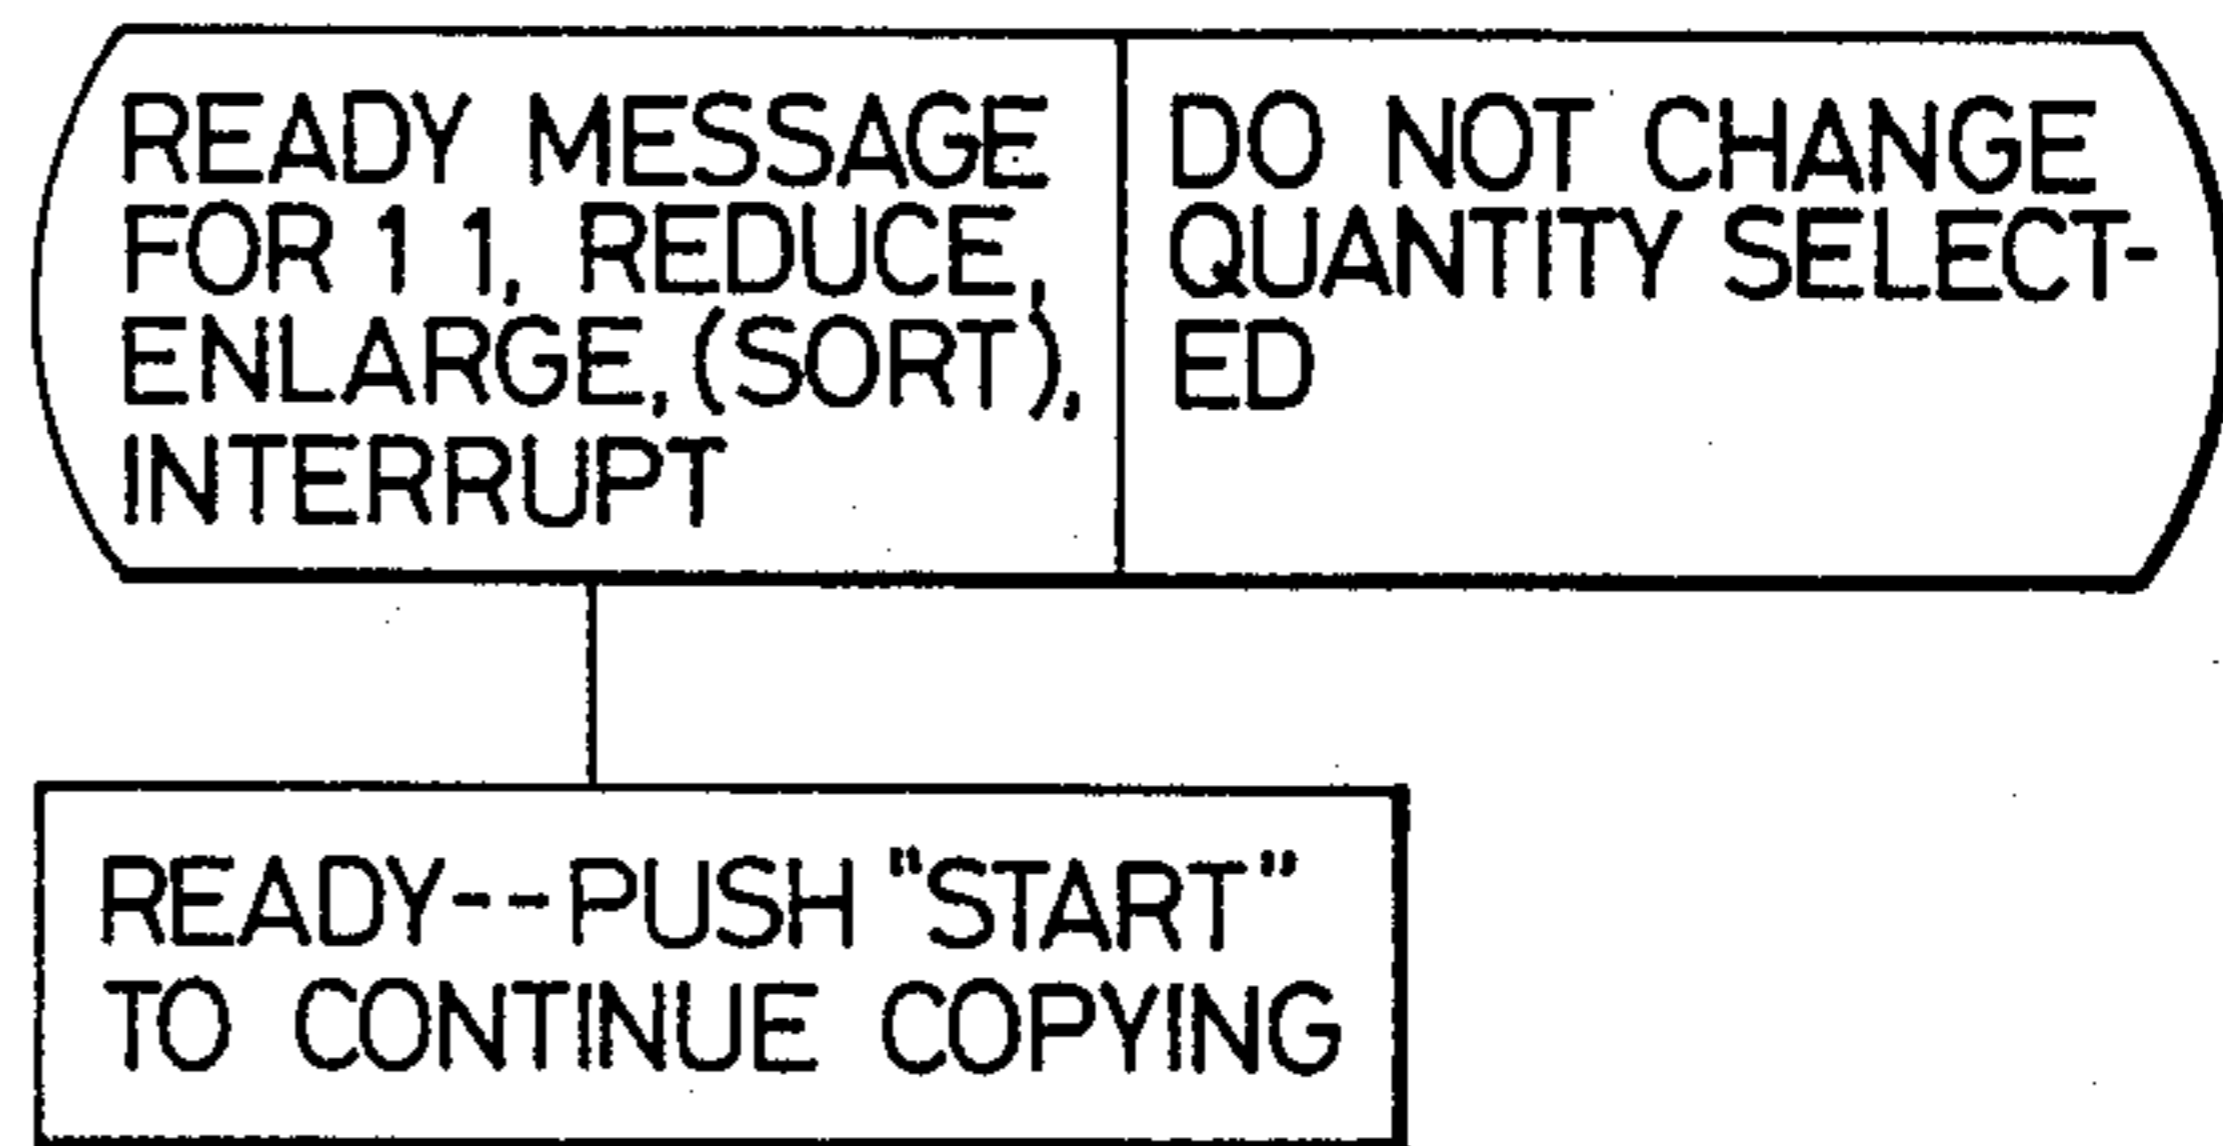 READY MESSAGE
FOR 1 1, REDUCE,
ENLARGE, (SORT),
INTERRUPT
DO NOT CHANGE
QUANTITY SELECT-
ED
READY--PUSH "START"
TO CONTINUE COPYING